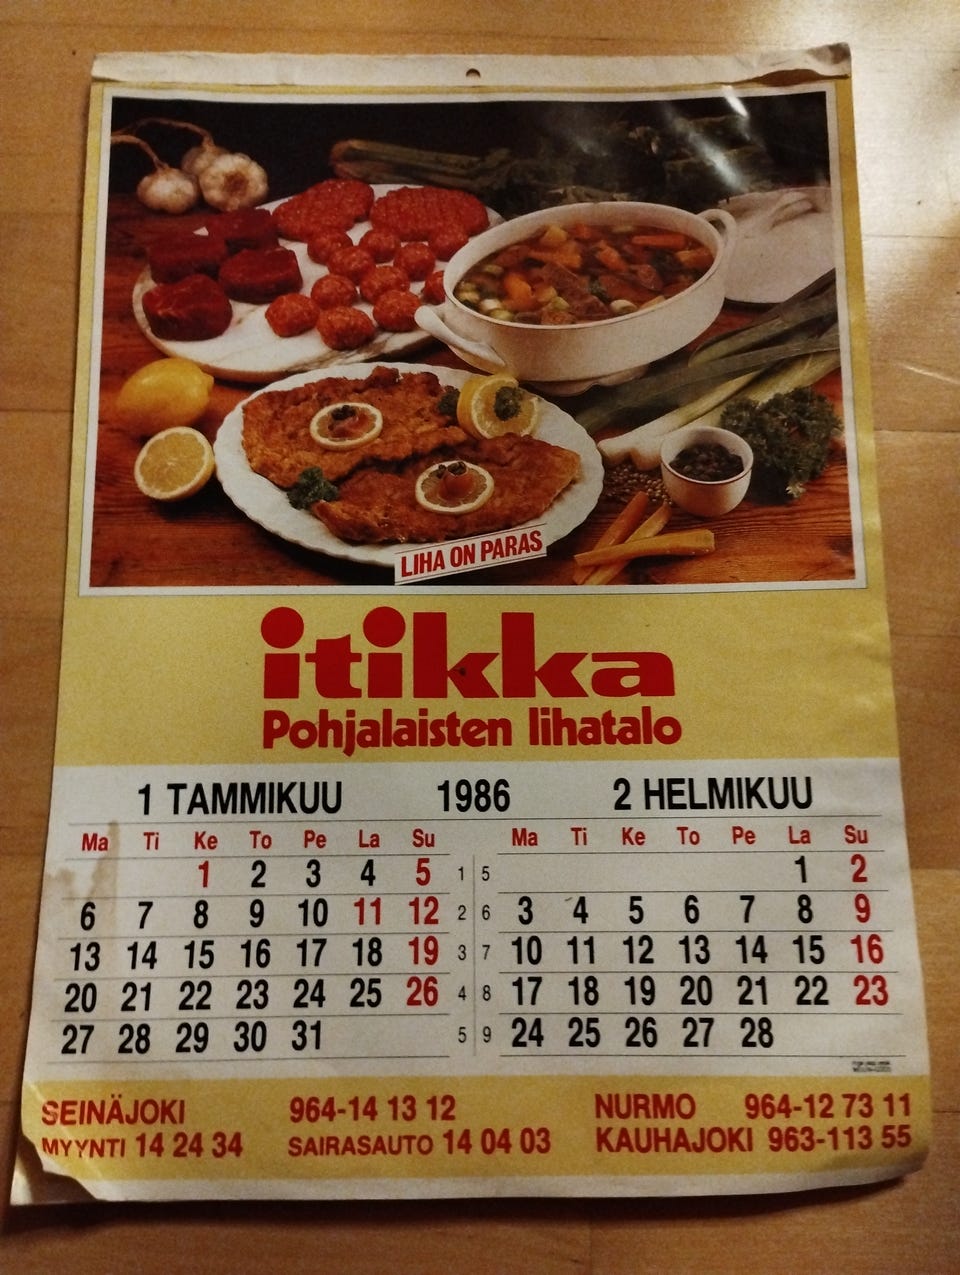 LIHA ON PARAS
itikka
Pohjalaisten lihatalo
1 TAMMIKUU 1986 2 HELMIKUU
Ma Ti Ke To Pe La Su Ma Ti Ke To Pe La Su
1 2 3 4 5 1 5 1 2
6 7 8 9 10 11 12 2 6 3 4 5 6 7 8 9
13 14 15 16 17 18 19 3 7 10 11 12 13 14 15 16
20 21 22 23 24 25 26 4 8 17 18 19 20 21 22 23
27 28 29 30 31 5 9 24 25 26 27 28
SEINÄJOKI 964-14 13 12 NURMO 964-12 73 11
MYYNTI 14 24 34 SAIRASAUTO 14 04 03 KAUHAJOKI 963-113 55